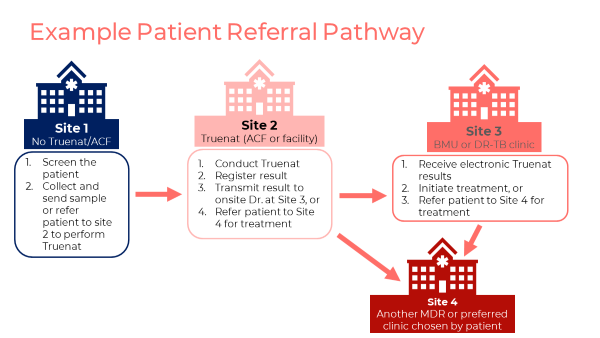 Example Patient Referral Pathway
Site 1
No Truenat/ACF
1. Screen the
patient
2. Collect and
send sample
or refer
patient to site
2 to perform
Truenat
Site 2
Truenat (ACF or facility)
1. Conduct Truenat
2. Register result
3. Transmit result to
onsite Dr. at Site 3, or
4. Refer patient to Site
4 for treatment
Site 3
BMU or DR-TB clinic
1. Receive electronic Truenat
results
2. Initiate treatment, or
3. Refer patient to Site 4 for
treatment
Site 4
Another MDR or preferred
clinic chosen by patient